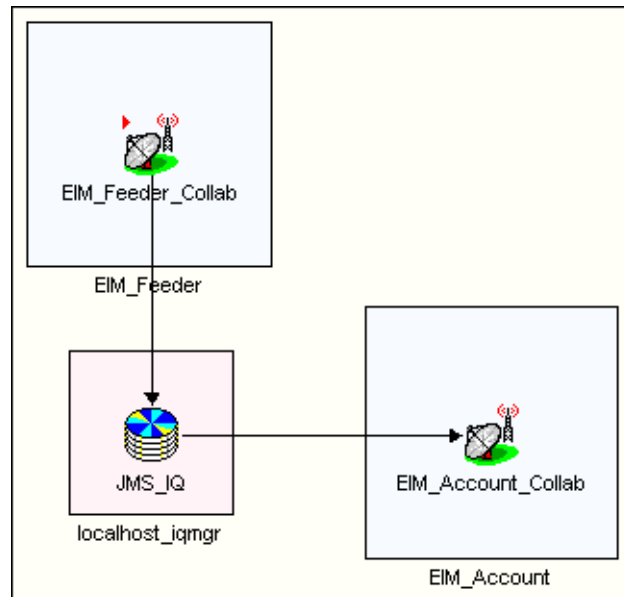 EIM_Feeder_Collab
EIM_Feeder
JMS_IQ
localhost_iqmgr
EIM_Account_Collab
EIM_Account